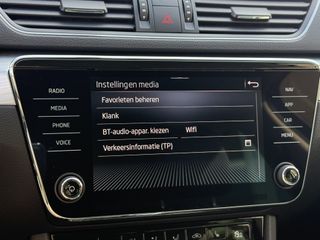 Instellingen media
RADIO
MEDIA
PHONE
VOICE
Favorieten beheren
Klank
BT-audio-appar. kiezen Wifi
Verkeersinformatie (TP)
NAV
APP
CAR
MENU